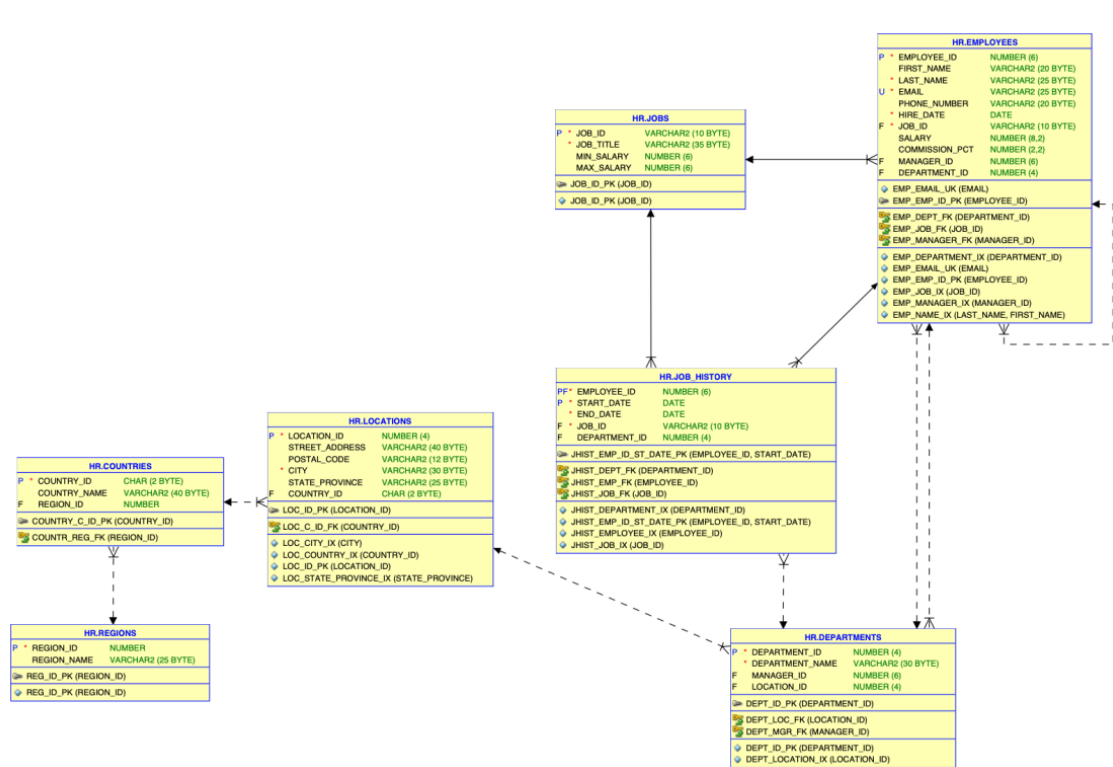 HR.EMPLOYEES
P * EMPLOYEE_ID NUMBER (6)
FIRST_NAME VARCHAR2 (20 BYTE)
* LAST_NAME VARCHAR2 (25 BYTE)
U * EMAIL VARCHAR2 (25 BYTE)
PHONE_NUMBER VARCHAR2 (20 BYTE)
* HIRE_DATE DATE
F * JOB_ID VARCHAR2 (10 BYTE)
SALARY NUMBER (8,2)
COMMISSION_PCT NUMBER (2,2)
F MANAGER_ID NUMBER (6)
F DEPARTMENT_ID NUMBER (4)
EMP_EMAIL_UK (EMAIL)
EMP_EMP_ID_PK (EMPLOYEE_ID)
EMP_DEPT_FK (DEPARTMENT_ID)
EMP_JOB_FK (JOB_ID)
EMP_MANAGER_FK (MANAGER_ID)
EMP_DEPARTMENT_IX (DEPARTMENT_ID)
EMP_EMAIL_UK (EMAIL)
EMP_EMP_ID_PK (EMPLOYEE_ID)
EMP_JOB_IX (JOB_ID)
EMP_MANAGER_IX (MANAGER_ID)
EMP_NAME_IX (LAST_NAME, FIRST_NAME)
HR.JOBS
P * JOB_ID VARCHAR2 (10 BYTE)
* JOB_TITLE VARCHAR2 (35 BYTE)
MIN_SALARY NUMBER (6)
MAX_SALARY NUMBER (6)
JOB_ID_PK (JOB_ID)
JOB_ID_PK (JOB_ID)
HR.JOB_HISTORY
PF* EMPLOYEE_ID NUMBER (6)
P * START_DATE DATE
* END_DATE DATE
F * JOB_ID VARCHAR2 (10 BYTE)
F DEPARTMENT_ID NUMBER (4)
JHIST_EMP_ID_ST_DATE_PK (EMPLOYEE_ID, START_DATE)
JHIST_DEPT_FK (DEPARTMENT_ID)
JHIST_EMP_FK (EMPLOYEE_ID)
JHIST_JOB_FK (JOB_ID)
JHIST_DEPARTMENT_IX (DEPARTMENT_ID)
JHIST_EMP_ID_ST_DATE_PK (EMPLOYEE_ID, START_DATE)
JHIST_EMPLOYEE_IX (EMPLOYEE_ID)
JHIST_JOB_IX (JOB_ID)
HR.LOCATIONS
P * LOCATION_ID NUMBER (4)
STREET_ADDRESS VARCHAR2 (40 BYTE)
POSTAL_CODE VARCHAR2 (12 BYTE)
* CITY VARCHAR2 (30 BYTE)
STATE_PROVINCE VARCHAR2 (25 BYTE)
F COUNTRY_ID CHAR (2 BYTE)
LOC_ID_PK (LOCATION_ID)
LOC_C_ID_FK (COUNTRY_ID)
LOC_CITY_IX (CITY)
LOC_COUNTRY_IX (COUNTRY_ID)
LOC_ID_PK (LOCATION_ID)
LOC_STATE_PROVINCE_IX (STATE_PROVINCE)
HR.COUNTRIES
P * COUNTRY_ID CHAR (2 BYTE)
COUNTRY_NAME VARCHAR2 (40 BYTE)
F REGION_ID NUMBER
COUNTRY_C_ID_PK (COUNTRY_ID)
COUNTR_REG_FK (REGION_ID)
HR.REGIONS
P * REGION_ID NUMBER
REGION_NAME VARCHAR2 (25 BYTE)
REG_ID_PK (REGION_ID)
REG_ID_PK (REGION_ID)
HR.DEPARTMENTS
P * DEPARTMENT_ID NUMBER (4)
* DEPARTMENT_NAME VARCHAR2 (30 BYTE)
F MANAGER_ID NUMBER (6)
F LOCATION_ID NUMBER (4)
DEPT_ID_PK (DEPARTMENT_ID)
DEPT_LOC_FK (LOCATION_ID)
DEPT_MGR_FK (MANAGER_ID)
DEPT_ID_PK (DEPARTMENT_ID)
DEPT_LOCATION_IX (LOCATION_ID)